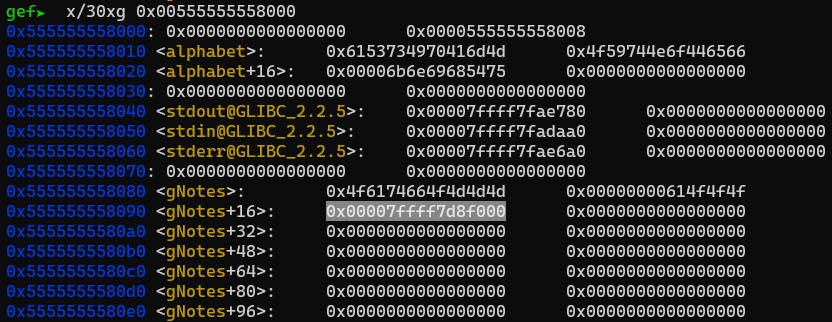 gef➤  x/30xg 0x00555555558000
0x555555558000: 0x0000000000000000      0x0000555555558008
0x555555558010 <alphabet>:      0x6153734970416d4d      0x4f59744e6f446566
0x555555558020 <alphabet+16>:   0x00006b6e69685475      0x0000000000000000
0x555555558030: 0x0000000000000000      0x0000000000000000
0x555555558040 <stdout@GLIBC_2.2.5>:    0x00007ffff7fae780      0x0000000000000000
0x555555558050 <stdin@GLIBC_2.2.5>:     0x00007ffff7fadaa0      0x0000000000000000
0x555555558060 <stderr@GLIBC_2.2.5>:    0x00007ffff7fae6a0      0x0000000000000000
0x555555558070: 0x0000000000000000      0x0000000000000000
0x555555558080 <gNotes>:        0x4f6174664f4d4d4d      0x00000000614f4f4f
0x555555558090 <gNotes+16>:     0x00007ffff7d8f000      0x0000000000000000
0x5555555580a0 <gNotes+32>:     0x0000000000000000      0x0000000000000000
0x5555555580b0 <gNotes+48>:     0x0000000000000000      0x0000000000000000
0x5555555580c0 <gNotes+64>:     0x0000000000000000      0x0000000000000000
0x5555555580d0 <gNotes+80>:     0x0000000000000000      0x0000000000000000
0x5555555580e0 <gNotes+96>:     0x0000000000000000      0x0000000000000000